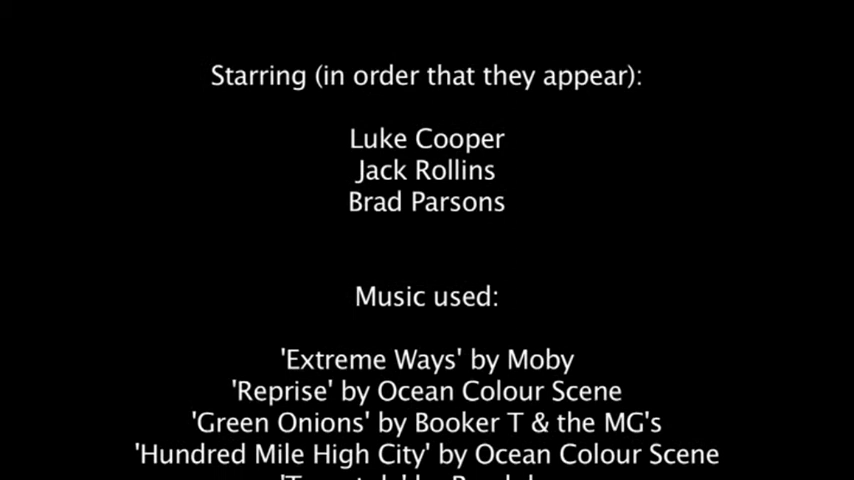 Starring (in order that they appear):
Luke Cooper
Jack Rollins
Brad Parsons
Music used:
'Extreme Ways' by Moby
'Reprise' by Ocean Colour Scene
'Green Onions' by Booker T & the MG's
'Hundred Mile High City' by Ocean Colour Scene